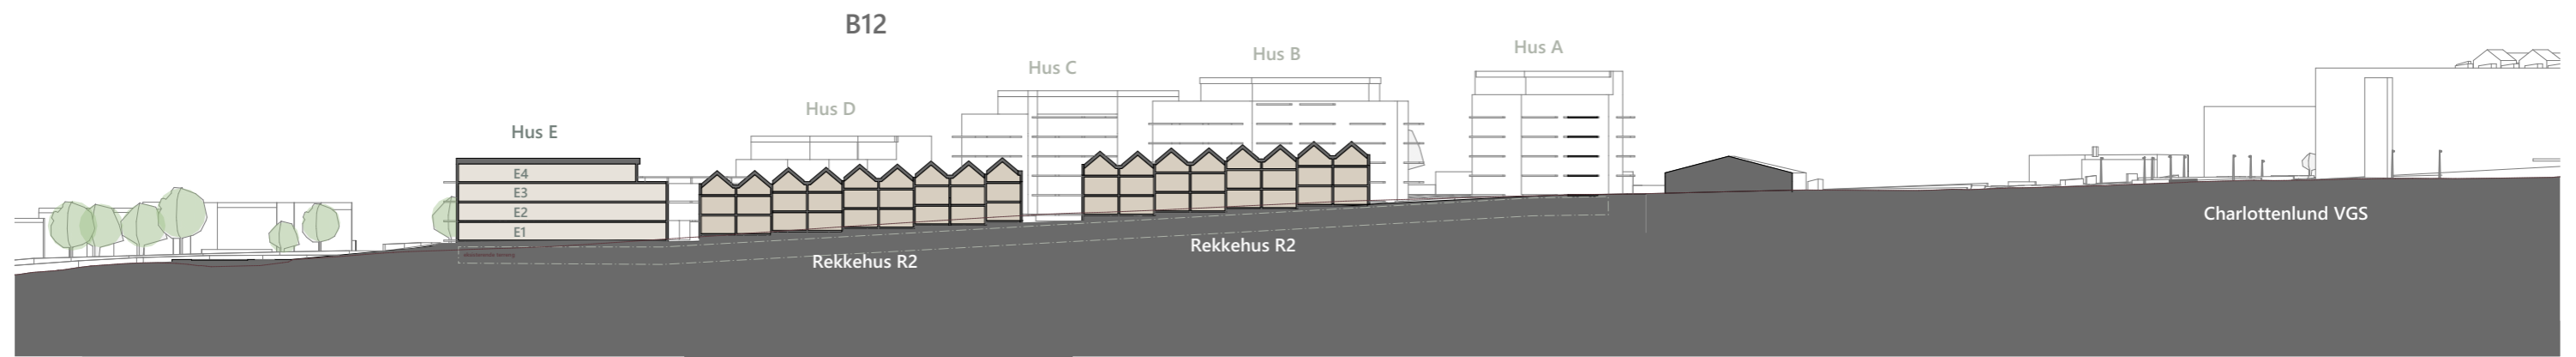 B12
Hus A
Hus B
Hus C
Hus D
Hus E
E4
E3
E2
E1
Charlottenlund VGS
Rekkehus R2
Rekkehus R2